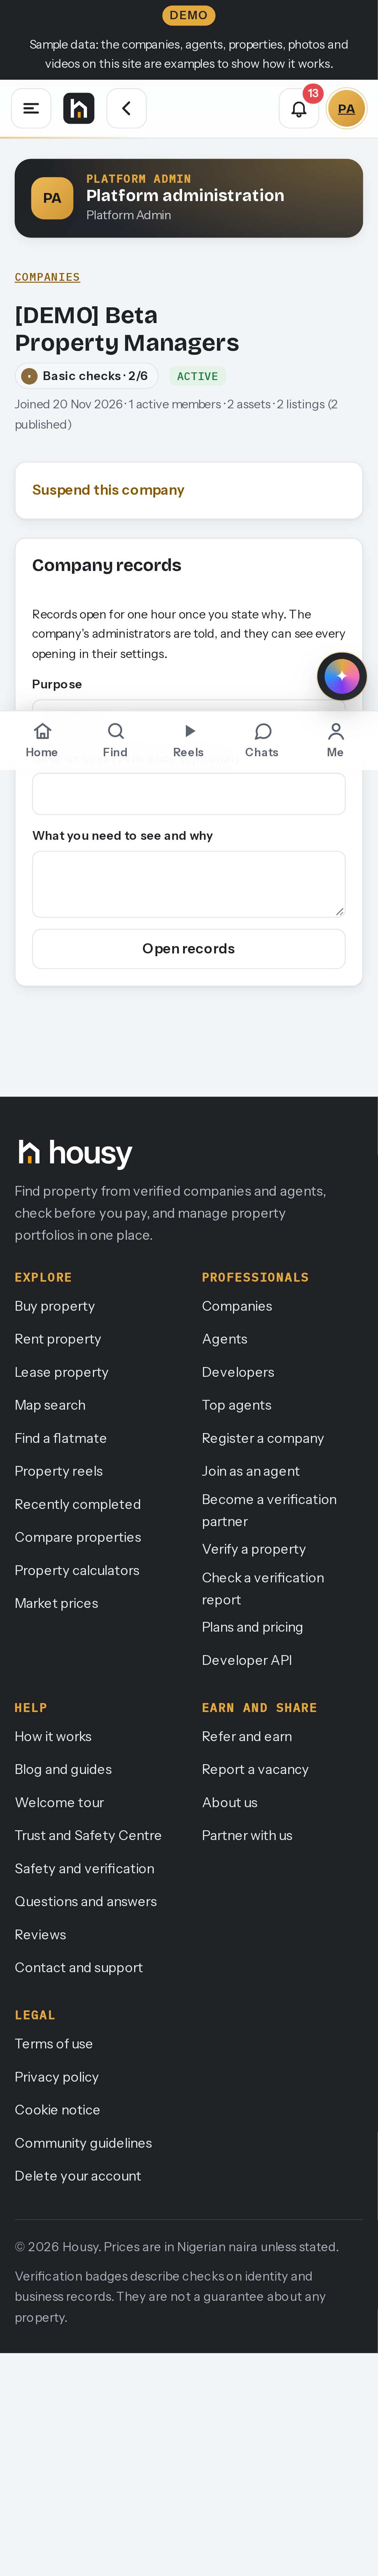 DEMO
Sample data: the companies, agents, properties, photos and
videos on this site are examples to show how it works.
13
PA
PA
PLATFORM ADMIN
Platform administration
Platform Admin
COMPANIES
[DEMO] Beta
Property Managers
Basic checks · 2/6
ACTIVE
Joined 20 Nov 2026 · 1 active members · 2 assets · 2 listings (2
published)
Suspend this company
Company records
Records open for one hour once you state why. The
company's administrators are told, and they can see every
opening in their settings.
Purpose
Home
Find
Reels
Chats
Me
What you need to see and why
Open records
housy
Find property from verified companies and agents,
check before you pay, and manage property
portfolios in one place.
EXPLORE
Buy property
Rent property
Lease property
Map search
Find a flatmate
Property reels
Recently completed
Compare properties
Property calculators
Market prices
PROFESSIONALS
Companies
Agents
Developers
Top agents
Register a company
Join as an agent
Become a verification
partner
Verify a property
Check a verification
report
Plans and pricing
Developer API
HELP
How it works
Blog and guides
Welcome tour
Trust and Safety Centre
Safety and verification
Questions and answers
Reviews
Contact and support
EARN AND SHARE
Refer and earn
Report a vacancy
About us
Partner with us
LEGAL
Terms of use
Privacy policy
Cookie notice
Community guidelines
Delete your account
© 2026 Housy. Prices are in Nigerian naira unless stated.
Verification badges describe checks on identity and
business records. They are not a guarantee about any
property.